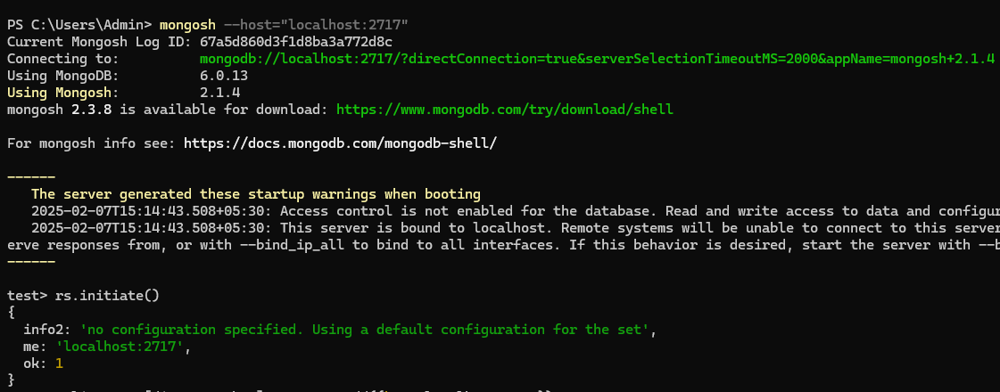 PS C:\Users\Admin> mongosh --host="localhost:2717"
Current Mongosh Log ID: 67a5d860d3f1d8ba3a772d8c
Connecting to:          mongodb://localhost:2717/?directConnection=true&serverSelectionTimeoutMS=2000&appName=mongosh+2.1.4
Using MongoDB:          6.0.13
Using Mongosh:          2.1.4
mongosh 2.3.8 is available for download: https://www.mongodb.com/try/download/shell
For mongosh info see: https://docs.mongodb.com/mongodb-shell/
------
   The server generated these startup warnings when booting
   2025-02-07T15:14:43.508+05:30: Access control is not enabled for the database. Read and write access to data and configur
   2025-02-07T15:14:43.508+05:30: This server is bound to localhost. Remote systems will be unable to connect to this server
erve responses from, or with --bind_ip_all to bind to all interfaces. If this behavior is desired, start the server with --b
------
test> rs.initiate()
{
  info2: 'no configuration specified. Using a default configuration for the set',
  me: 'localhost:2717',
  ok: 1
}